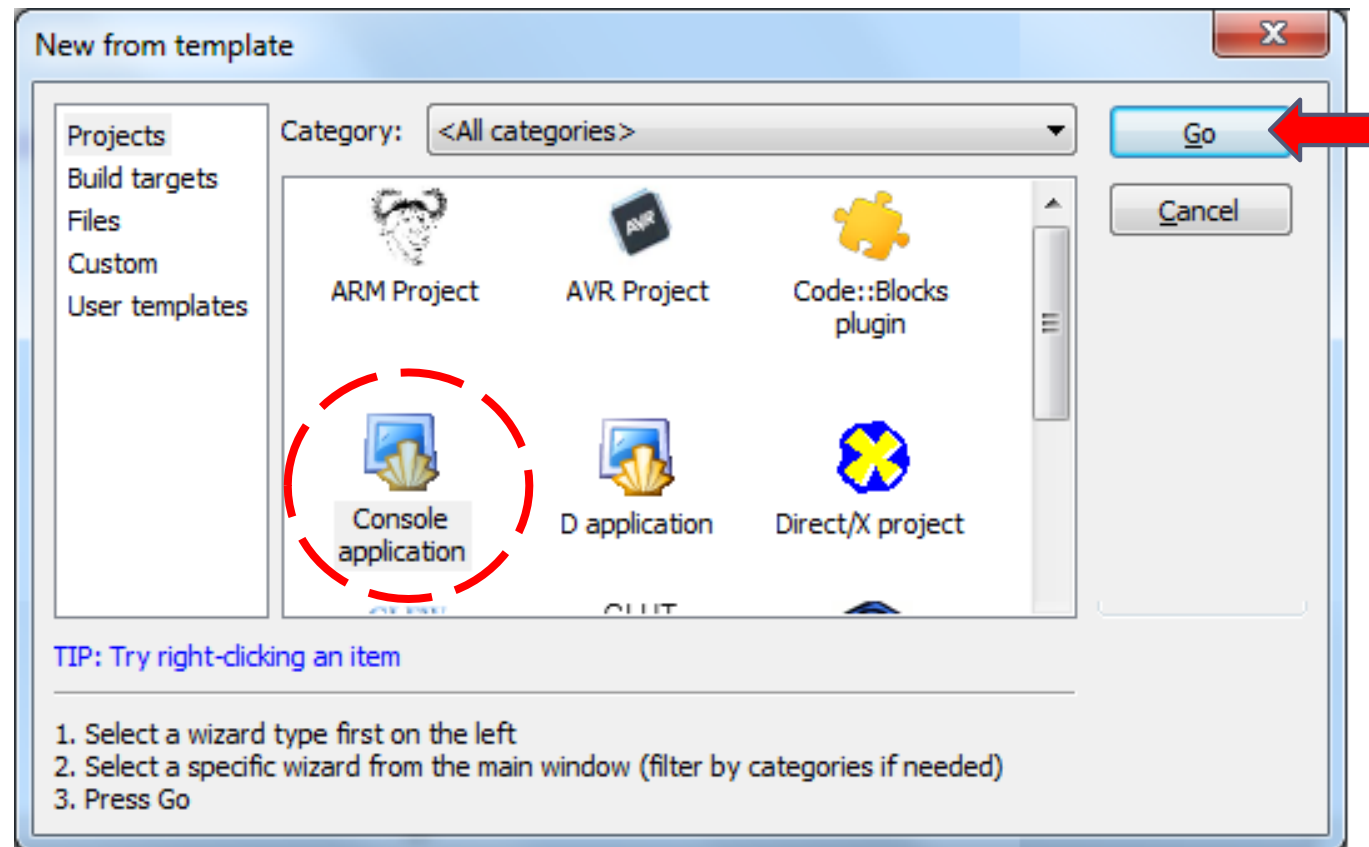 New from template
Projects
Build targets
Files
Custom
User templates
Category:
<All categories>
Go
Cancel
ARM Project
AVR
AVR Project
Code::Blocks
plugin
Console
application
D application
Direct/X project
TIP: Try right-clicking an item
1. Select a wizard type first on the left
2. Select a specific wizard from the main window (filter by categories if needed)
3. Press Go